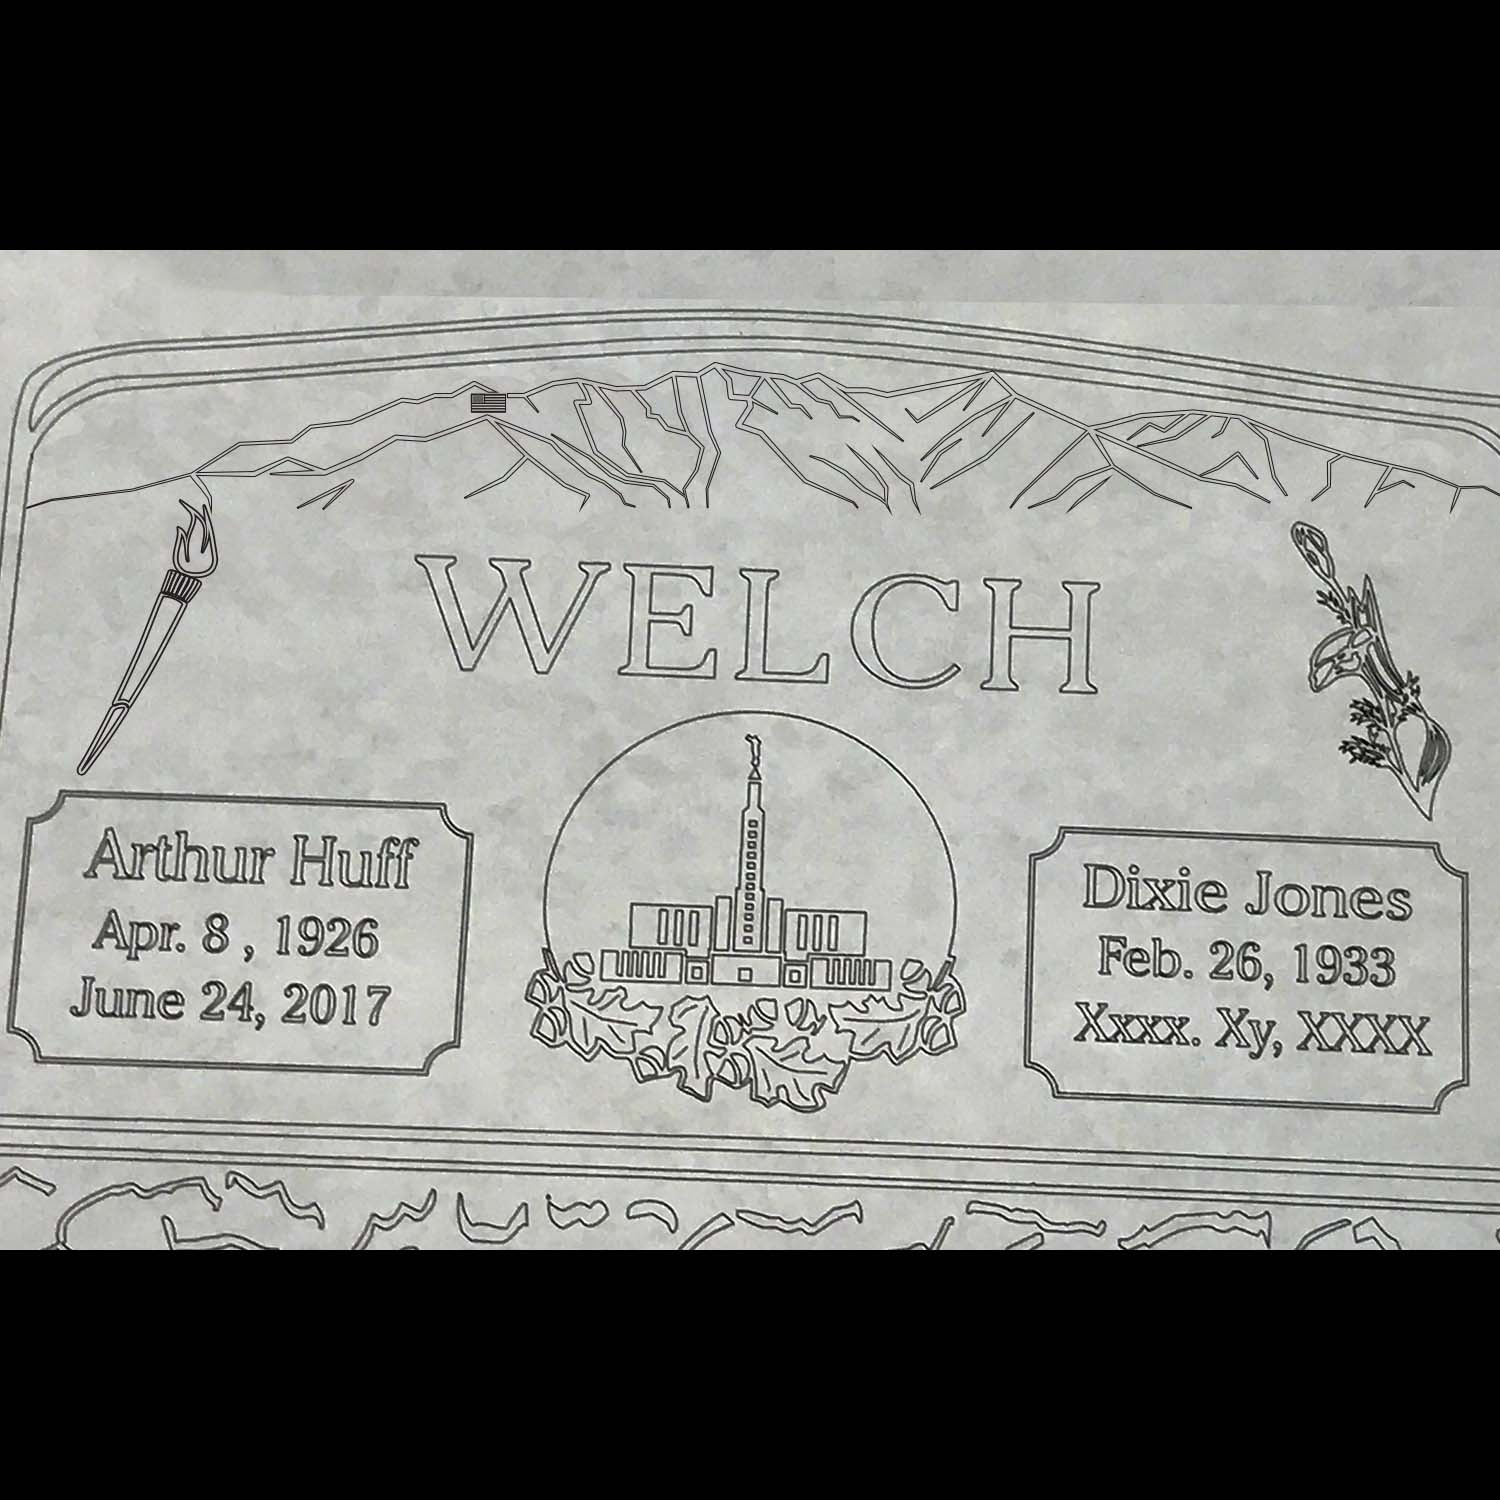 WELCH
Arthur Huff
Apr. 8 , 1926
June 24, 2017
Dixie Jones
Feb. 26, 1933
Xxxx. Xy, XXXX